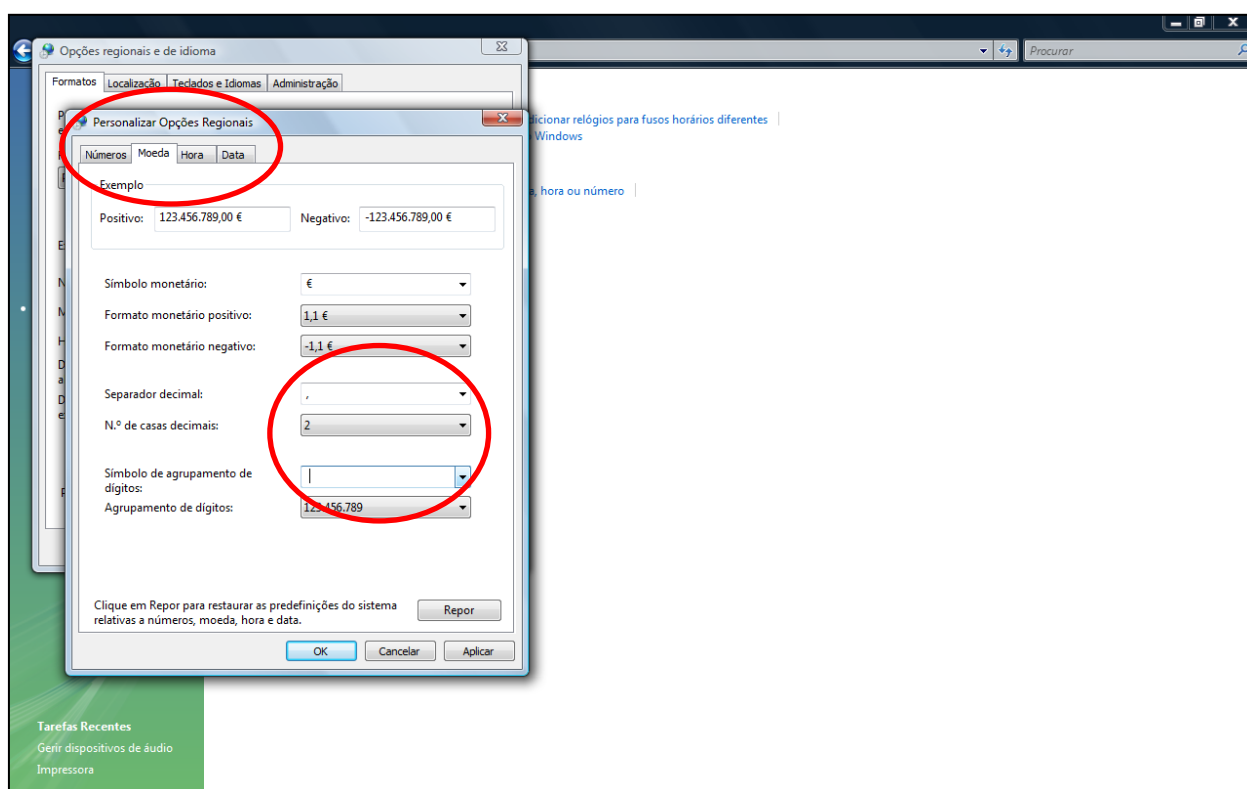 Opções regionais e de idioma
Procurar
Formatos Localização Teclados e Idiomas Administração
dicionar relógios para fusos horários diferentes
Windows
Personalizar Opções Regionais
Números Moeda Hora Data
a, hora ou número
Exemplo
Positivo: 123.456.789,00 € Negativo: -123.456.789,00 €
Símbolo monetário: €
Formato monetário positivo: 1,1 €
Formato monetário negativo: -1,1 €
Separador decimal: ,
N.º de casas decimais: 2
Símbolo de agrupamento de
dígitos:
Agrupamento de dígitos: 123.456.789
Clique em Repor para restaurar as predefinições do sistema
relativas a números, moeda, hora e data.
Repor
OK Cancelar Aplicar
Tarefas Recentes
Gerir dispositivos de áudio
Impressora